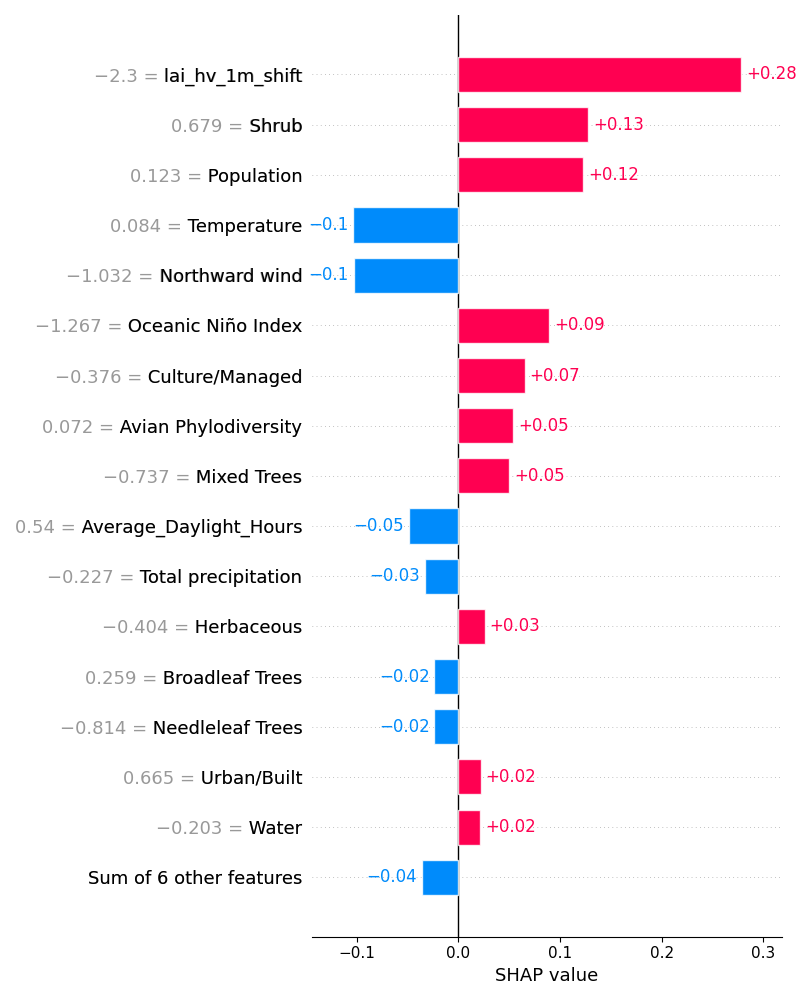 −2.3 = lai_hv_1m_shift +0.28
0.679 = Shrub +0.13
0.123 = Population +0.12
0.084 = Temperature −0.1
−1.032 = Northward wind −0.1
−1.267 = Oceanic Niño Index +0.09
−0.376 = Culture/Managed +0.07
0.072 = Avian Phylodiversity +0.05
−0.737 = Mixed Trees +0.05
0.54 = Average_Daylight_Hours −0.05
−0.227 = Total precipitation −0.03
−0.404 = Herbaceous +0.03
0.259 = Broadleaf Trees −0.02
−0.814 = Needleleaf Trees −0.02
0.665 = Urban/Built +0.02
−0.203 = Water +0.02
Sum of 6 other features −0.04
−0.1 0.0 0.1 0.2 0.3
SHAP value